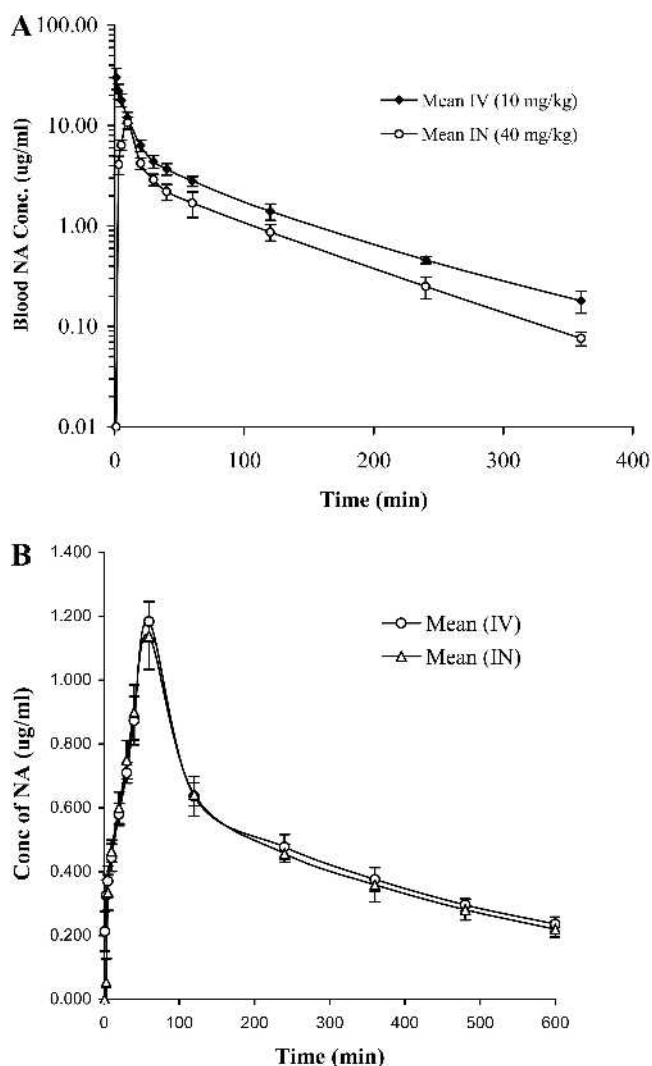 A
100.00
10.00
1.00
0.10
0.01
Blood NA Conc. (ug/ml)
Mean IV (10 mg/kg)
Mean IN (40 mg/kg)
0
100
200
300
400
Time (min)
B
1.400
1.200
1.000
0.800
0.600
0.400
0.200
0.000
Conc of NA (ug/ml)
Mean (IV)
Mean (IN)
0
100
200
300
400
500
600
Time (min)